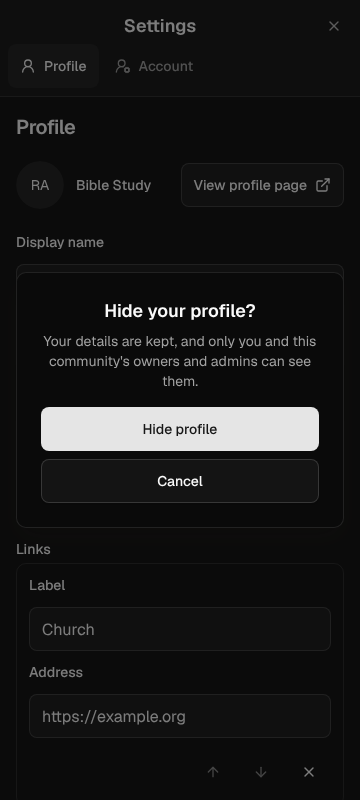 Settings
Profile
Account
Profile
RA
Bible Study
View profile page
Display name
Hide your profile?
Your details are kept, and only you and this
community's owners and admins can see
them.
Hide profile
Cancel
Links
Label
Church
Address
https://example.org